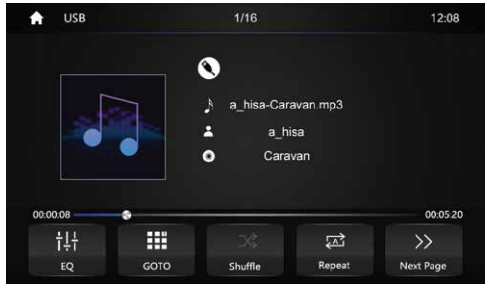 USB 1/16 12:08
a_hisa-Caravan.mp3
a_hisa
Caravan
00:00:08 00:05:20
EQ GOTO Shuffle Repeat Next Page